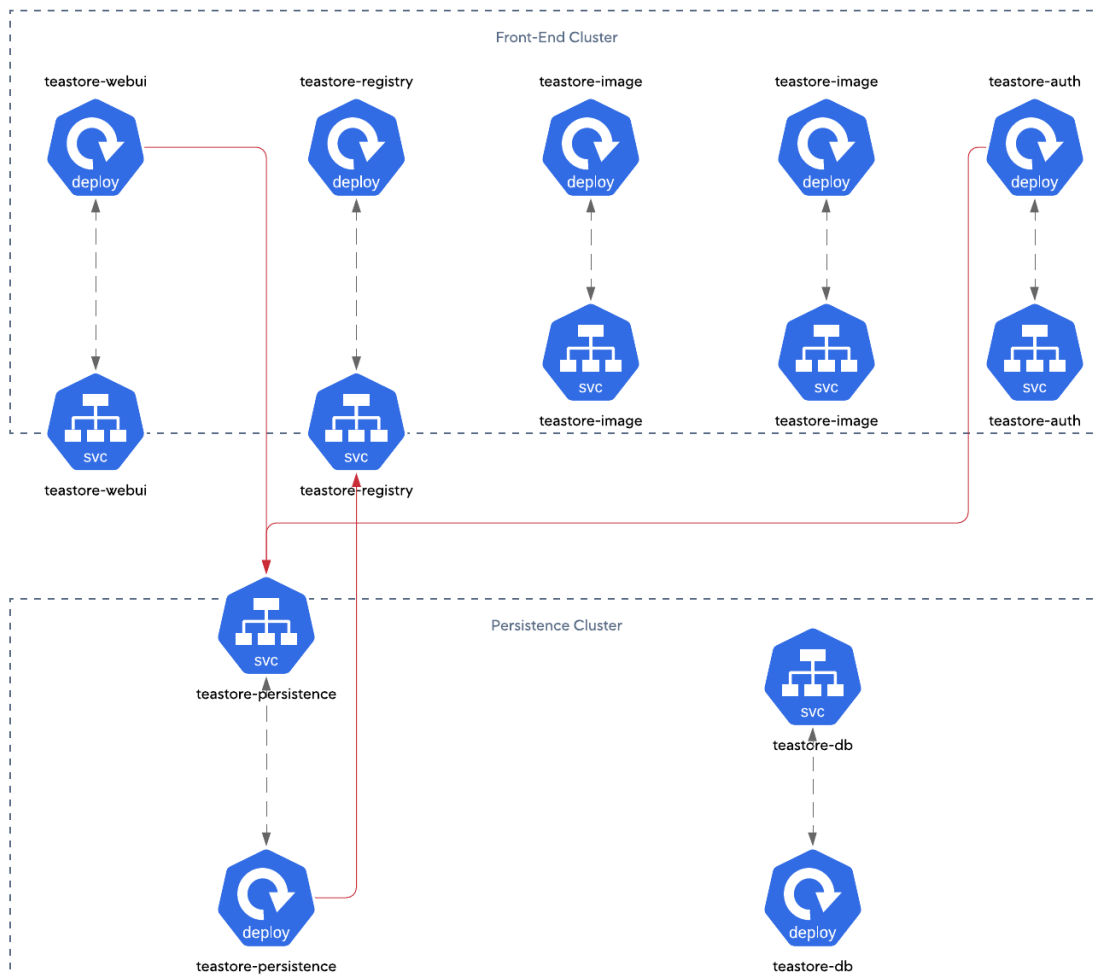 Front-End Cluster
teastore-webui
teastore-registry
teastore-image
teastore-image
teastore-auth
deploy
deploy
deploy
deploy
deploy
svc
svc
svc
teastore-image
teastore-image
teastore-auth
svc
svc
teastore-webui
teastore-registry
Persistence Cluster
svc
teastore-persistence
svc
teastore-db
deploy
deploy
teastore-persistence
teastore-db